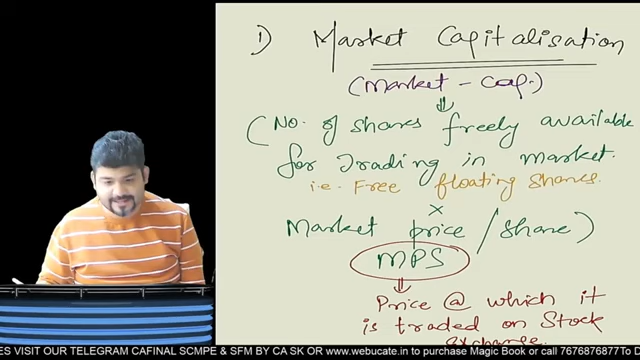 1) Market Capitalisation
(Market - Cap.)
(No. of shares freely available
for Trading in market.
i.e. Free floating shares.
×
Market price / share)
MPS
Price @ which it
is traded on Stock
exchange.
ES VISIT OUR TELEGRAM CAFINAL SCMPE & SFM BY CA SK OR www.webucate.in to purchase Magic Book or call 7676876877To